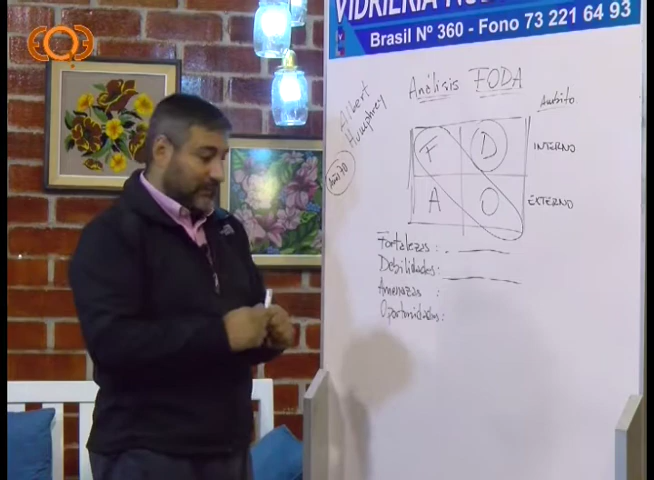 VIDRIERIA
Brasil Nº 360 - Fono 73 221 64 93
Albert
Humphrey
Análisis FODA
Ambito
F D INTERNO
A O EXTERNO
Fortalezas:
Debilidades:
Amenazas :
Oportunidades: